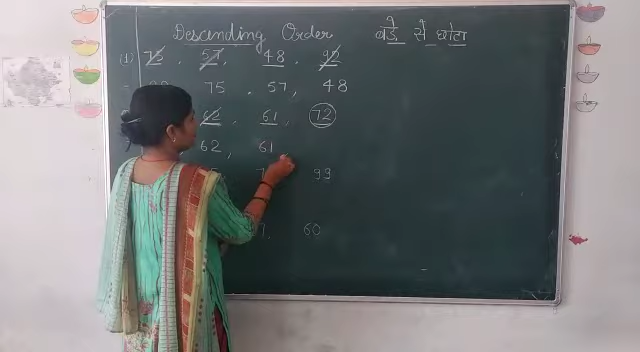 Descending Order बड़े से छोटा
(1) 75, 57, 48, 92
75, 57, 48
62, 61, 72
62, 61
93
60